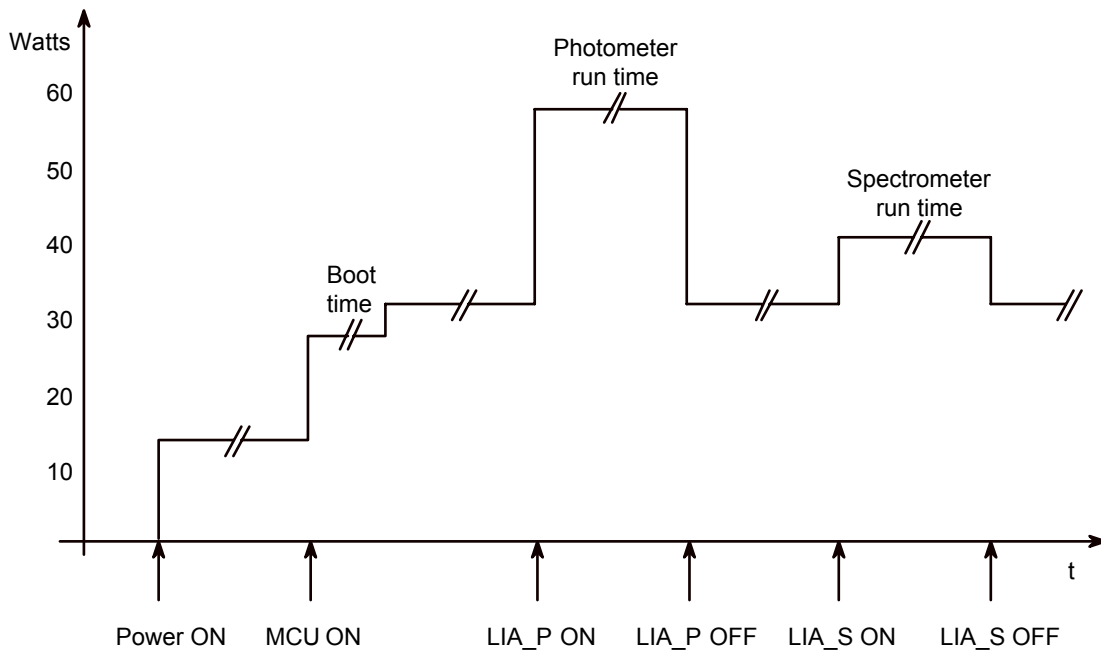 Watts
60
50
40
30
20
10
Photometer
run time
Spectrometer
run time
Boot
time
t
Power ON
MCU ON
LIA_P ON
LIA_P OFF
LIA_S ON
LIA_S OFF